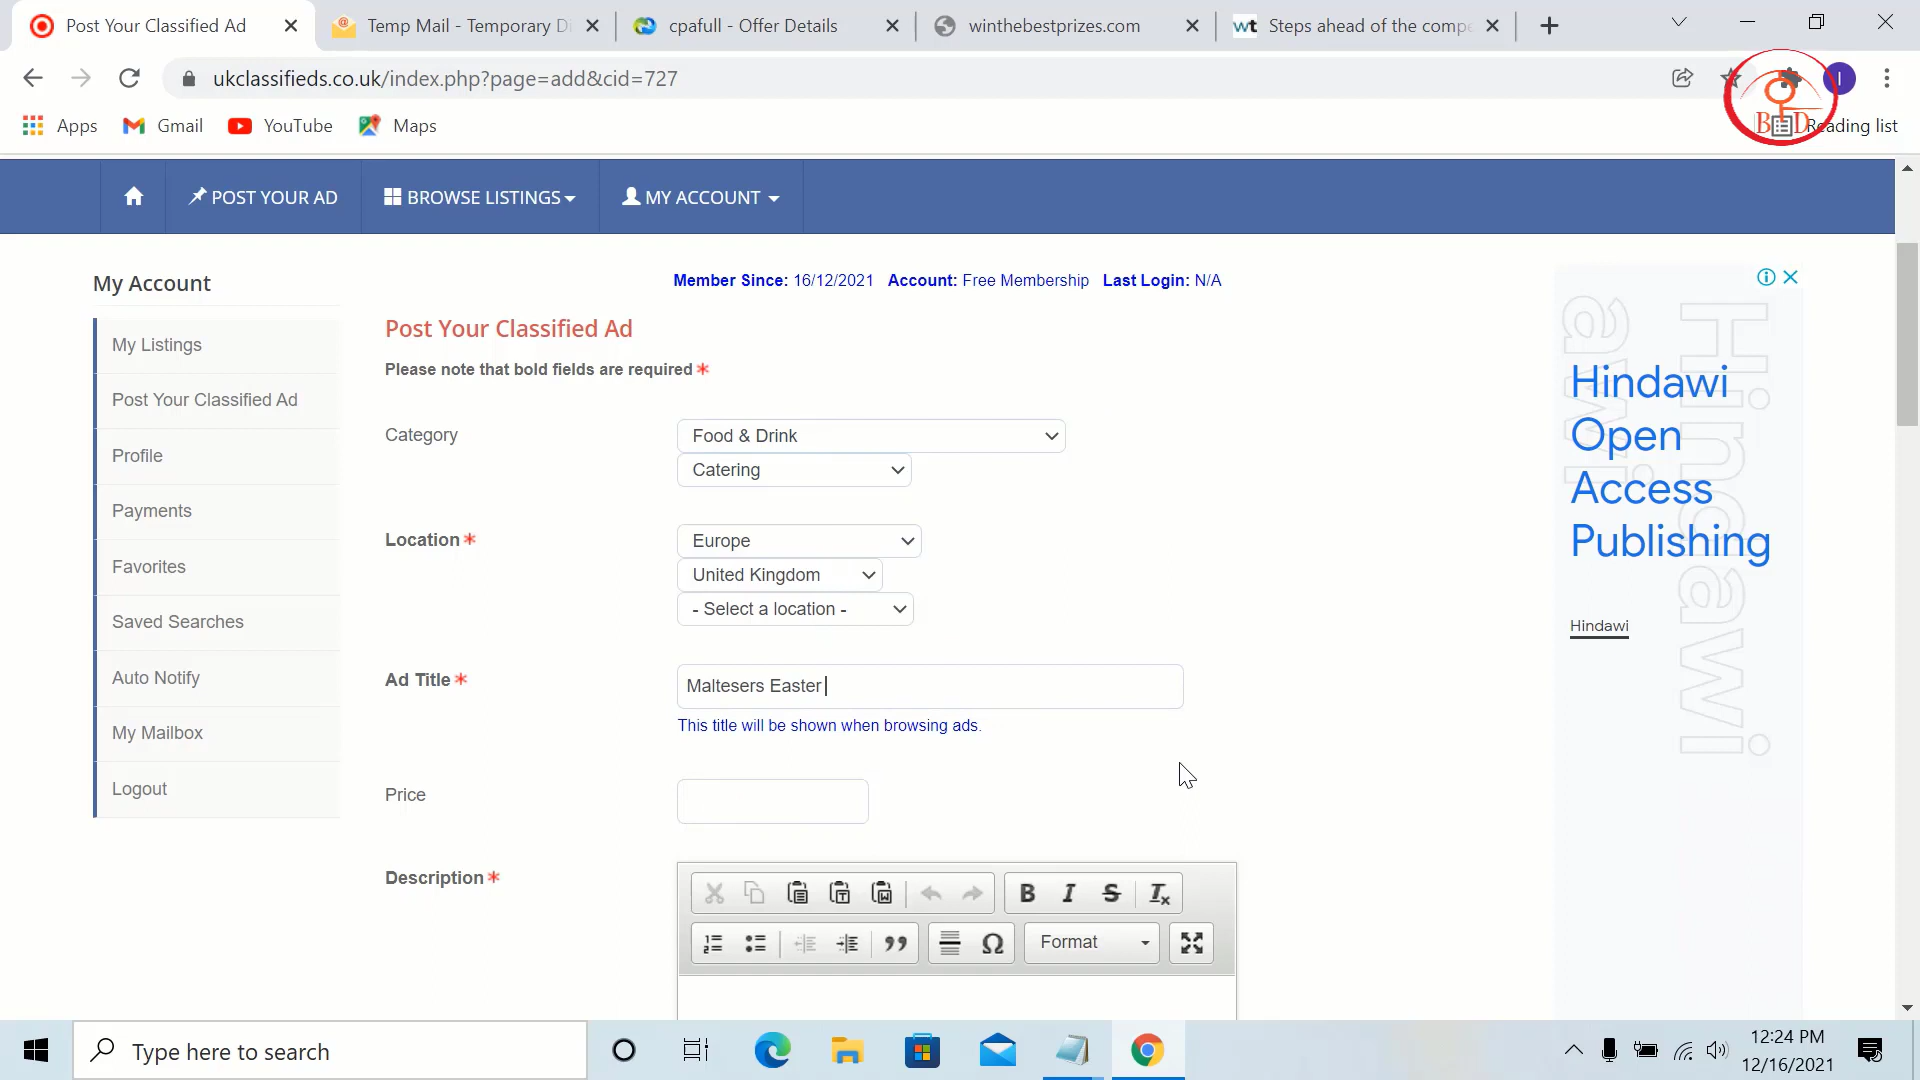 Post Your Classified Ad
Temp Mail - Temporary D
cpafull - Offer Details
winthebestprizes.com
wt Steps ahead of the compe
ukclassifieds.co.uk/index.php?page=add&cid=727
I
Apps
Gmail
YouTube
Maps
B D
Reading list
POST YOUR AD
BROWSE LISTINGS
MY ACCOUNT
My Account
My Listings
Post Your Classified Ad
Profile
Payments
Favorites
Saved Searches
Auto Notify
My Mailbox
Logout
Member Since: 16/12/2021 Account: Free Membership Last Login: N/A
Post Your Classified Ad
Please note that bold fields are required *
Category
Food & Drink
Catering
Location *
Europe
United Kingdom
- Select a location -
Ad Title *
Maltesers Easter
This title will be shown when browsing ads.
Price
Description *
B I S Tx
Format
Hindawi
awi
Hindawi
Open
Access
Publishing
Hindawi
Type here to search
12:24 PM
12/16/2021